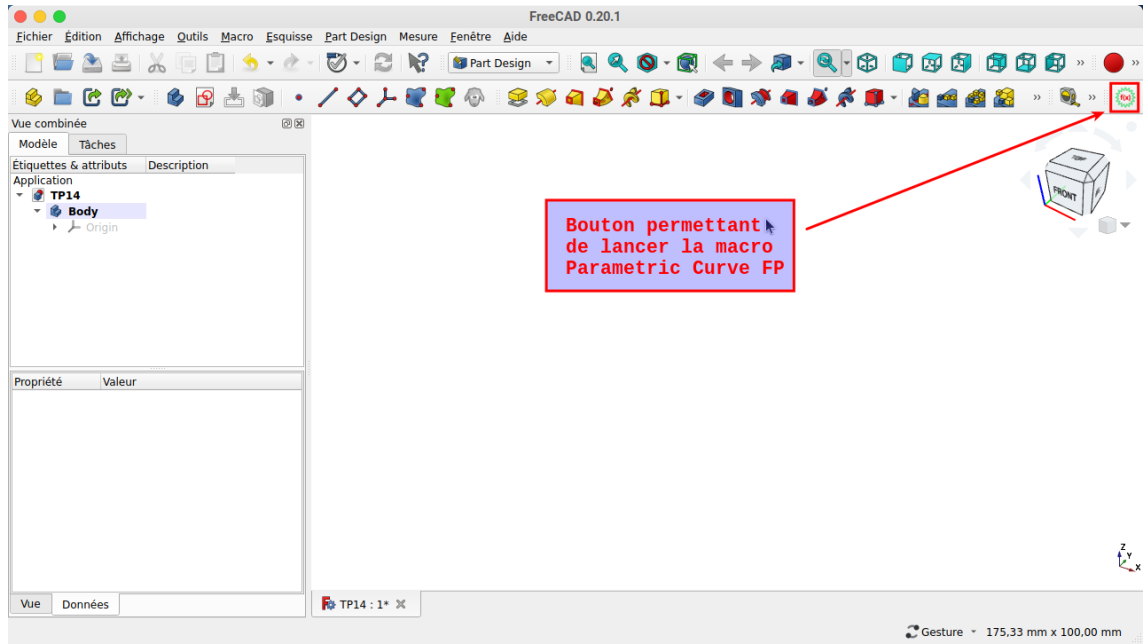 FreeCAD 0.20.1
Fichier Édition Affichage Outils Macro Esquisse Part Design Mesure Fenêtre Aide
Part Design
f(x)
Vue combinée
Modèle Tâches
Étiquettes & attributs Description
Application
TP14
Body
Origin
TOP
FRONT
Bouton permettant
de lancer la macro
Parametric Curve FP
Propriété Valeur
Z
Y
X
Vue Données
TP14 : 1*
Gesture 175,33 mm x 100,00 mm